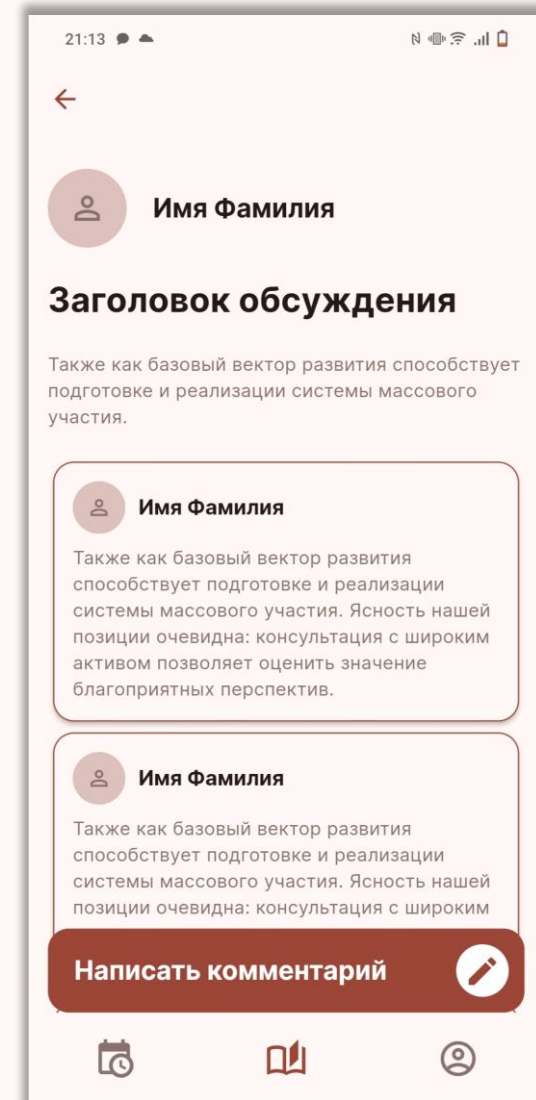 21:13
Имя Фамилия
Заголовок обсуждения
Также как базовый вектор развития способствует
подготовке и реализации системы массового
участия.
Имя Фамилия
Также как базовый вектор развития
способствует подготовке и реализации
системы массового участия. Ясность нашей
позиции очевидна: консультация с широким
активом позволяет оценить значение
благоприятных перспектив.
Имя Фамилия
Также как базовый вектор развития
способствует подготовке и реализации
системы массового участия. Ясность нашей
позиции очевидна: консультация с широким
Написать комментарий